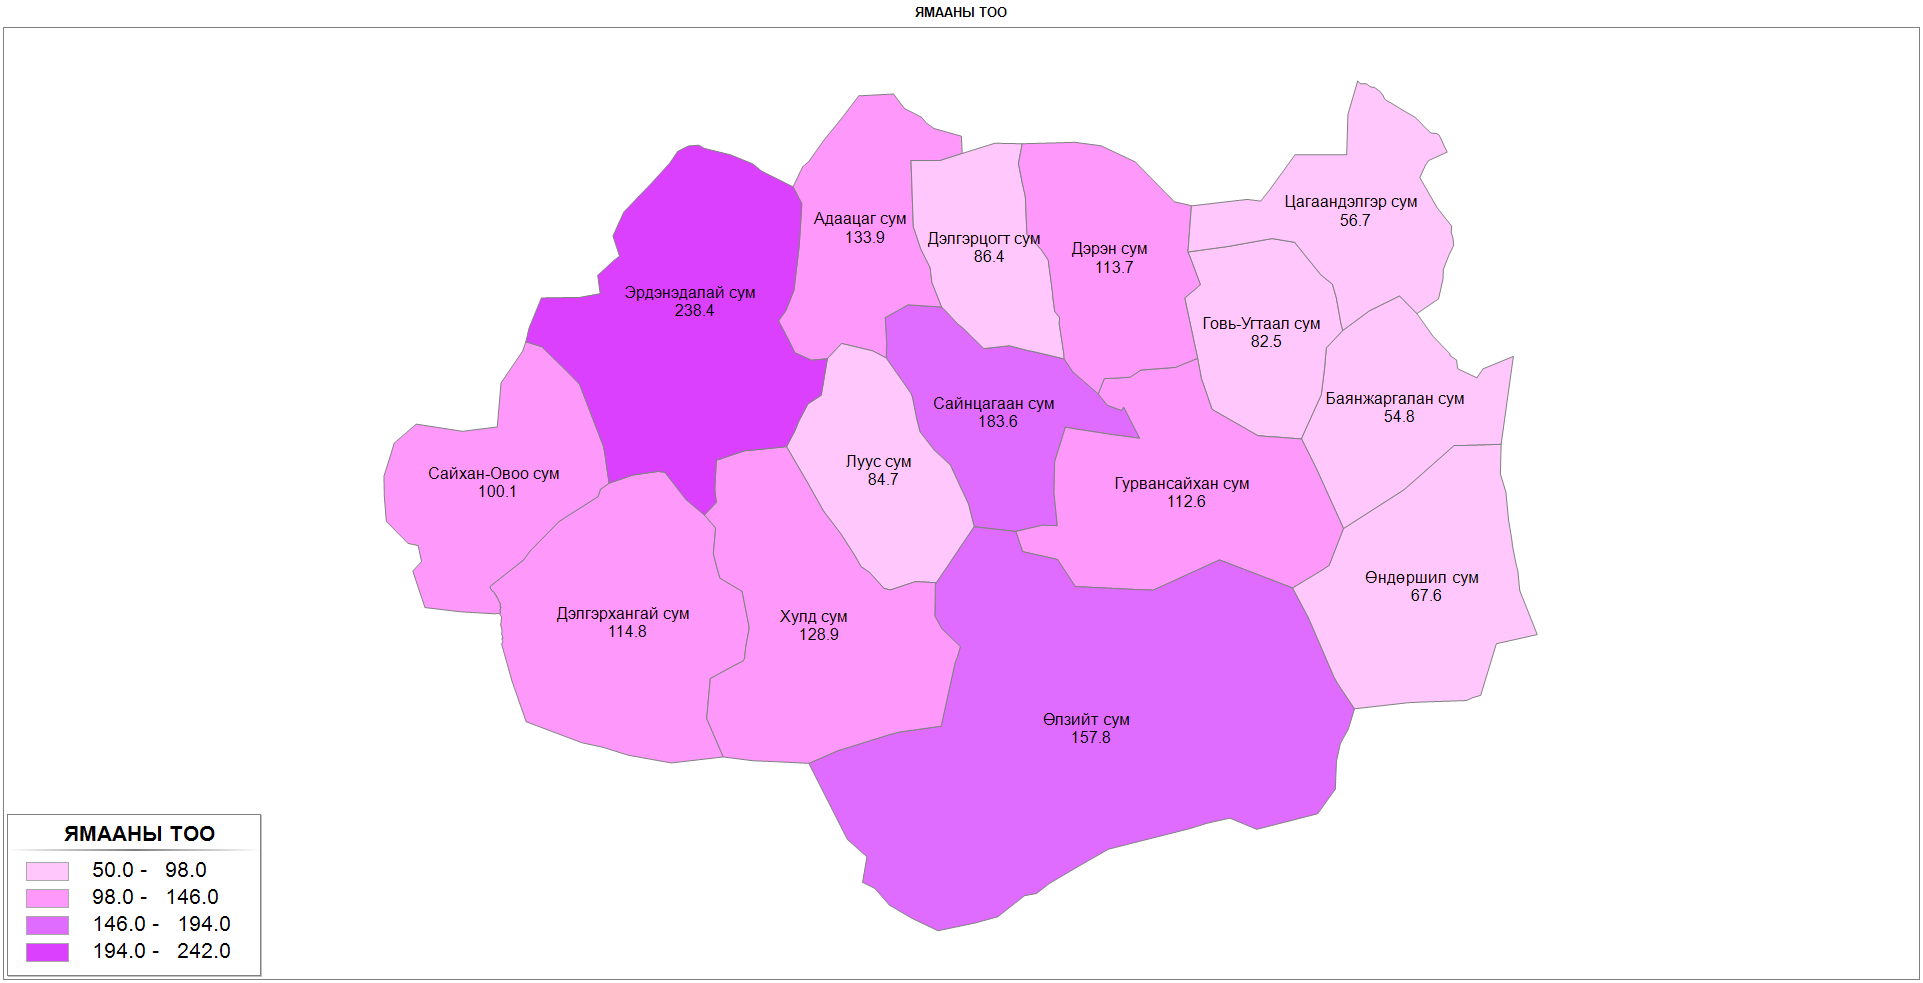 ЯМААНЫ ТОО
Цагаандэлгэр сум
56.7
Адаацаг сум
133.9
Дэлгэрцогт сум
86.4
Дэрэн сум
113.7
Эрдэнэдалай сум
238.4
Говь-Угтаал сум
82.5
Баянжаргалан сум
54.8
Сайнцагаан сум
183.6
Луус сум
84.7
Сайхан-Овоо сум
100.1
Гурвансайхан сум
112.6
Өндөршил сум
67.6
Дэлгэрхангай сум
114.8
Хулд сум
128.9
Өлзийт сум
157.8
ЯМААНЫ ТОО
50.0 - 98.0
98.0 - 146.0
146.0 - 194.0
194.0 - 242.0